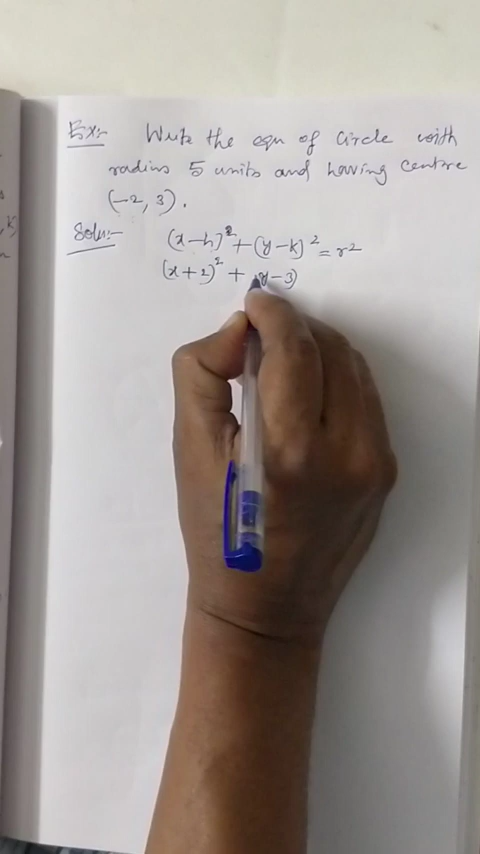 Ex:- Write the eqn of circle with
radius 5 units and having centre
(-2, 3).
Soln:- (x-h)² + (y-k)² = r²
(x+2)² + (y-3)